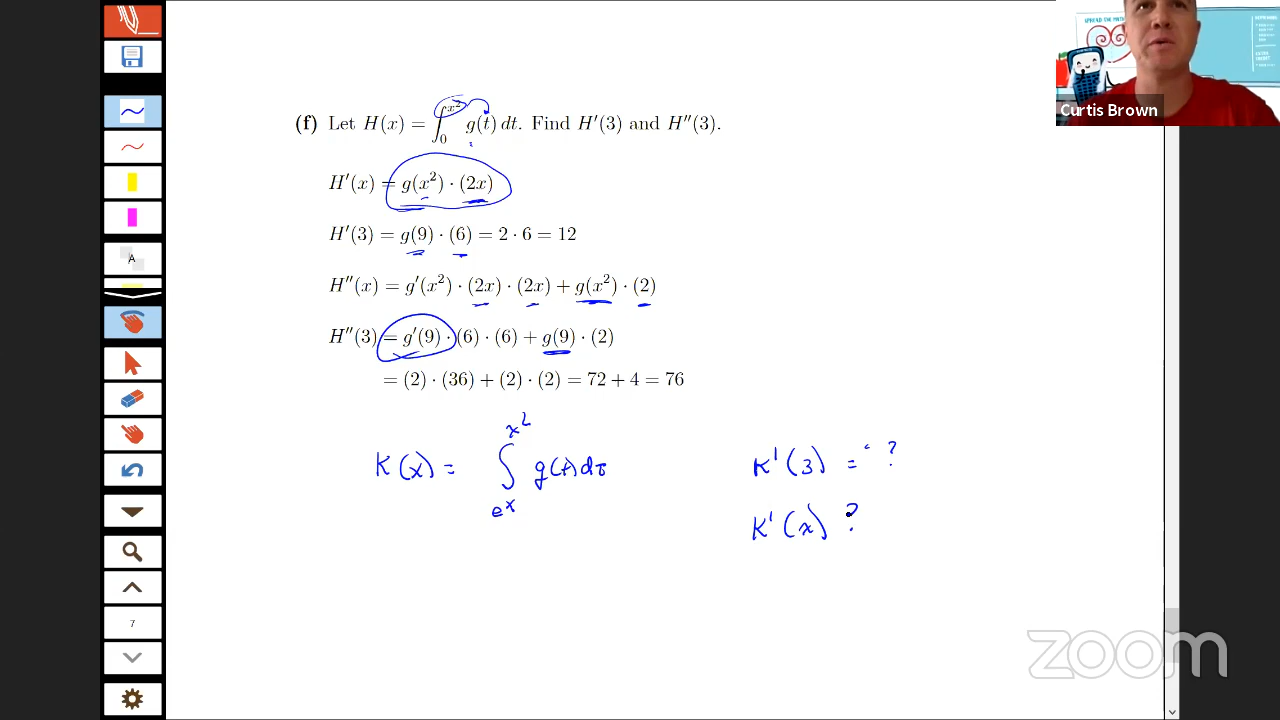 (f) Let H(x) = ∫₀^{x²} g(t) dt. Find H′(3) and H″(3).
H′(x) = g(x²) · (2x)
H′(3) = g(9) · (6) = 2 · 6 = 12
H″(x) = g′(x²) · (2x) · (2x) + g(x²) · (2)
H″(3) = g′(9) · (6) · (6) + g(9) · (2)
= (2) · (36) + (2) · (2) = 72 + 4 = 76
K(x) = ∫_{e^x}^{x²} g(t) dt
K′(3) = ?
K′(x) ?
Curtis Brown
A
7
zoom